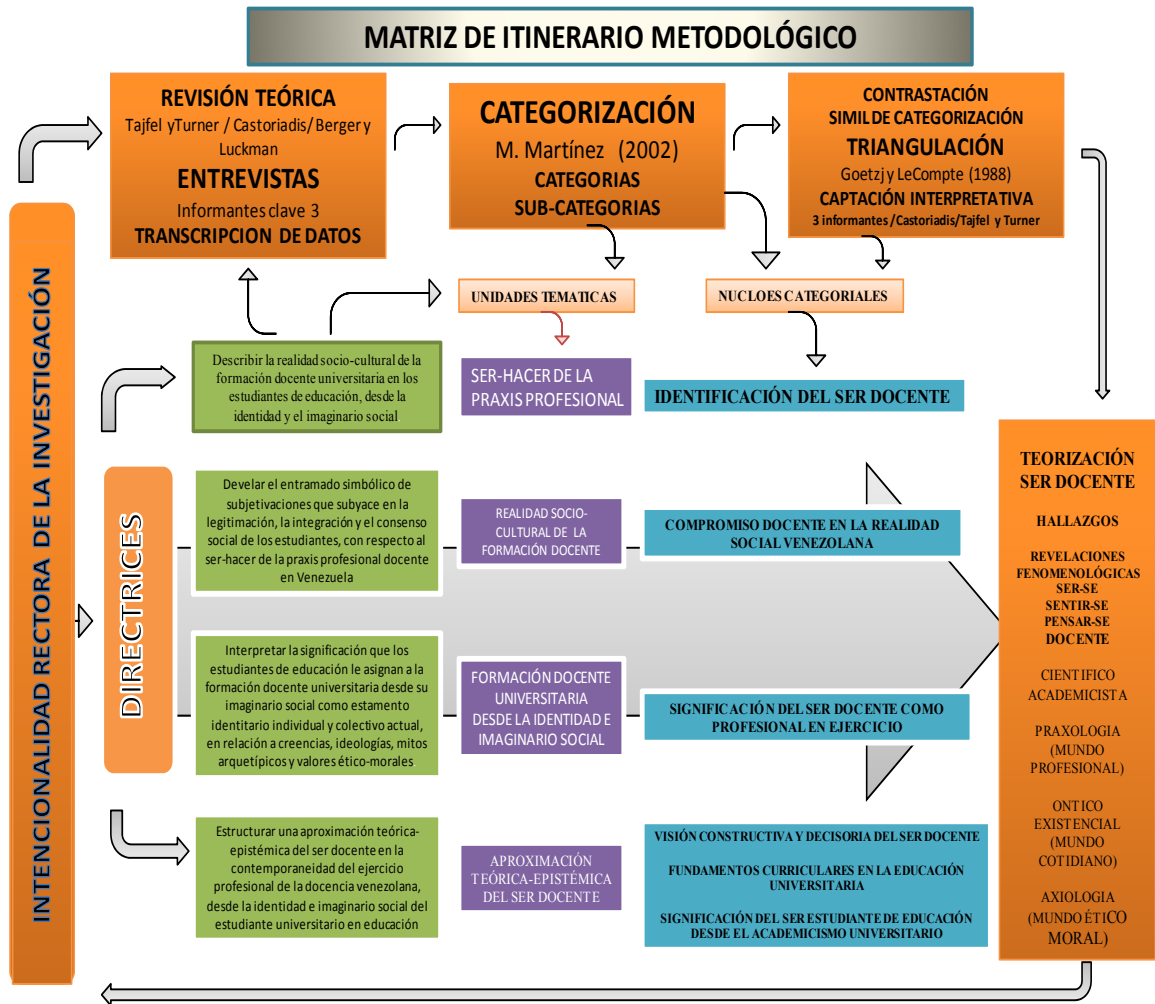 MATRIZ DE ITINERARIO METODOLÓGICO
REVISIÓN TEÓRICA
Tajfel yTurner / Castoriadis/ Berger y
Luckman
ENTREVISTAS
Informantes clave 3
TRANSCRIPCION DE DATOS
CATEGORIZACIÓN
M. Martínez (2002)
CATEGORIAS
SUB-CATEGORIAS
CONTRASTACIÓN
SIMIL DE CATEGORIZACIÓN
TRIANGULACIÓN
Goetzj y LeCompte (1988)
CAPTACIÓN INTERPRETATIVA
3 informantes /Castoriadis/Tajfel y Turner
INTENCIONALIDAD RECTORA DE LA INVESTIGACIÓN
UNIDADES TEMATICAS
NUCLOES CATEGORIALES
Describir la realidad socio-cultural de la
formación docente universitaria en los
estudiantes de educación, desde la
identidad y el imaginario social
SER-HACER DE LA
PRAXIS PROFESIONAL
IDENTIFICACIÓN DEL SER DOCENTE
DIRECTRICES
Develar el entramado simbólico de
subjetivaciones que subyace en la
legitimación, la integración y el consenso
social de los estudiantes, con respecto al
ser-hacer de la praxis profesional docente
en Venezuela
REALIDAD SOCIO-
CULTURAL DE LA
FORMACIÓN DOCENTE
COMPROMISO DOCENTE EN LA REALIDAD
SOCIAL VENEZOLANA
Interpretar la significación que los
estudiantes de educación le asignan a la
formación docente universitaria desde su
imaginario social como estamento
identitario individual y colectivo actual,
en relación a creencias, ideologías, mitos
arquetípicos y valores ético-morales
FORMACIÓN DOCENTE
UNIVERSITARIA
DESDE LA IDENTIDAD E
IMAGINARIO SOCIAL
SIGNIFICACIÓN DEL SER DOCENTE COMO
PROFESIONAL EN EJERCICIO
Estructurar una aproximación teórica-
epistémica del ser docente en la
contemporaneidad del ejercicio
profesional de la docencia venezolana,
desde la identidad e imaginario social del
estudiante universitario en educación
APROXIMACIÓN
TEÓRICA-EPISTÉMICA
DEL SER DOCENTE
VISIÓN CONSTRUCTIVA Y DECISORIA DEL SER DOCENTE
FUNDAMENTOS CURRICULARES EN LA EDUCACIÓN
UNIVERSITARIA
SIGNIFICACIÓN DEL SER ESTUDIANTE DE EDUCACIÓN
DESDE EL ACADEMICISMO UNIVERSITARIO
TEORIZACIÓN
SER DOCENTE
HALLAZGOS
REVELACIONES
FENOMENOLÓGICAS
SER-SE
SENTIR-SE
PENSAR-SE
DOCENTE
CIENTIFICO
ACADEMICISTA
PRAXOLOGIA
(MUNDO
PROFESIONAL)
ONTICO
EXISTENCIAL
(MUNDO
COTIDIANO)
AXIOLOGIA
(MUNDO ÉTICO
MORAL)